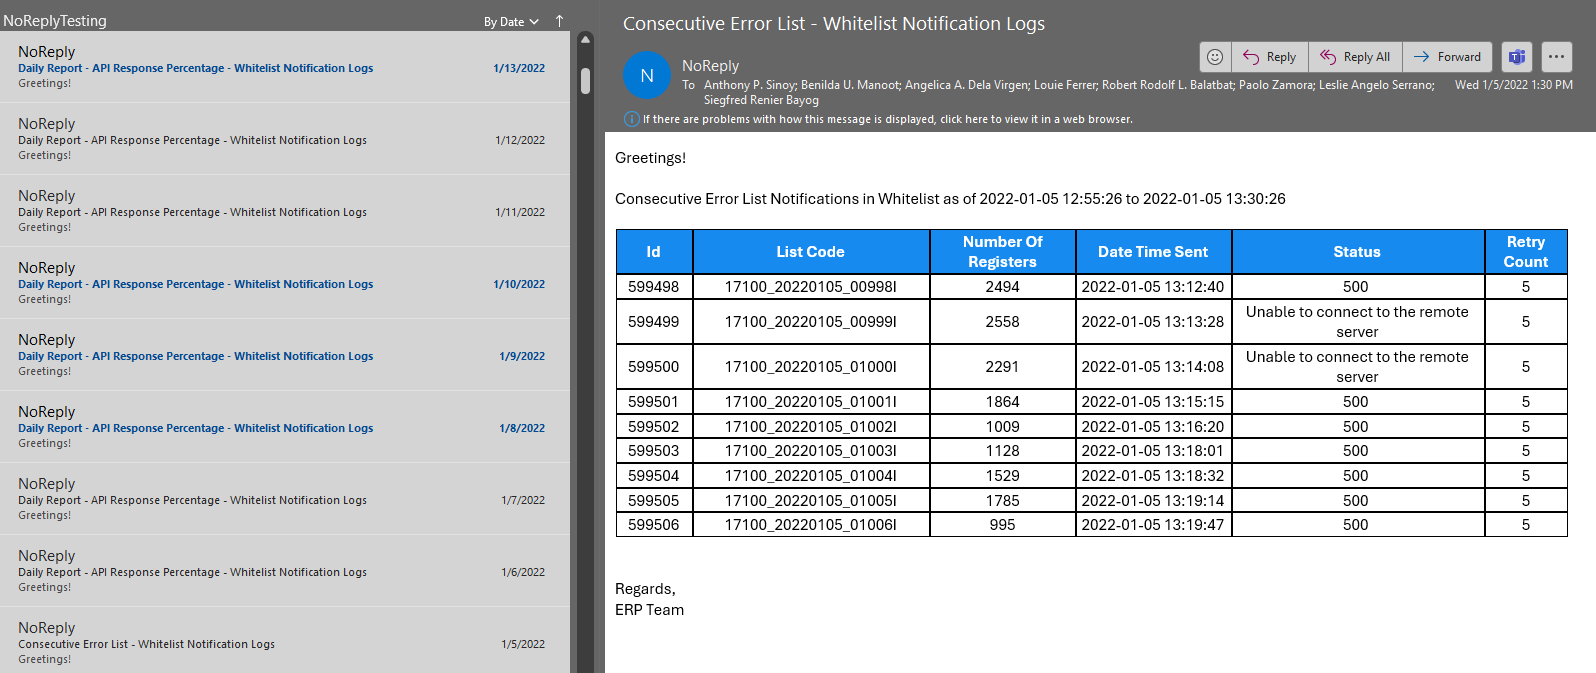 NoReplyTesting
By Date
NoReply
Daily Report - API Response Percentage - Whitelist Notification Logs 1/13/2022
Greetings!
NoReply
Daily Report - API Response Percentage - Whitelist Notification Logs 1/12/2022
Greetings!
NoReply
Daily Report - API Response Percentage - Whitelist Notification Logs 1/11/2022
Greetings!
NoReply
Daily Report - API Response Percentage - Whitelist Notification Logs 1/10/2022
Greetings!
NoReply
Daily Report - API Response Percentage - Whitelist Notification Logs 1/9/2022
Greetings!
NoReply
Daily Report - API Response Percentage - Whitelist Notification Logs 1/8/2022
Greetings!
NoReply
Daily Report - API Response Percentage - Whitelist Notification Logs 1/7/2022
Greetings!
NoReply
Daily Report - API Response Percentage - Whitelist Notification Logs 1/6/2022
Greetings!
NoReply
Consecutive Error List - Whitelist Notification Logs 1/5/2022
Greetings!
Consecutive Error List - Whitelist Notification Logs
N
NoReply
Reply Reply All Forward
To Anthony P. Sinoy; Benilda U. Manoot; Angelica A. Dela Virgen; Louie Ferrer; Robert Rodolf L. Balatbat; Paolo Zamora; Leslie Angelo Serrano; Wed 1/5/2022 1:30 PM
Siegfred Renier Bayog
If there are problems with how this message is displayed, click here to view it in a web browser.
Greetings!
Consecutive Error List Notifications in Whitelist as of 2022-01-05 12:55:26 to 2022-01-05 13:30:26
Id List Code Number Of Registers Date Time Sent Status Retry Count
599498 17100_20220105_00998I 2494 2022-01-05 13:12:40 500 5
599499 17100_20220105_00999I 2558 2022-01-05 13:13:28 Unable to connect to the remote server 5
599500 17100_20220105_01000I 2291 2022-01-05 13:14:08 Unable to connect to the remote server 5
599501 17100_20220105_01001I 1864 2022-01-05 13:15:15 500 5
599502 17100_20220105_01002I 1009 2022-01-05 13:16:20 500 5
599503 17100_20220105_01003I 1128 2022-01-05 13:18:01 500 5
599504 17100_20220105_01004I 1529 2022-01-05 13:18:32 500 5
599505 17100_20220105_01005I 1785 2022-01-05 13:19:14 500 5
599506 17100_20220105_01006I 995 2022-01-05 13:19:47 500 5
Regards,
ERP Team